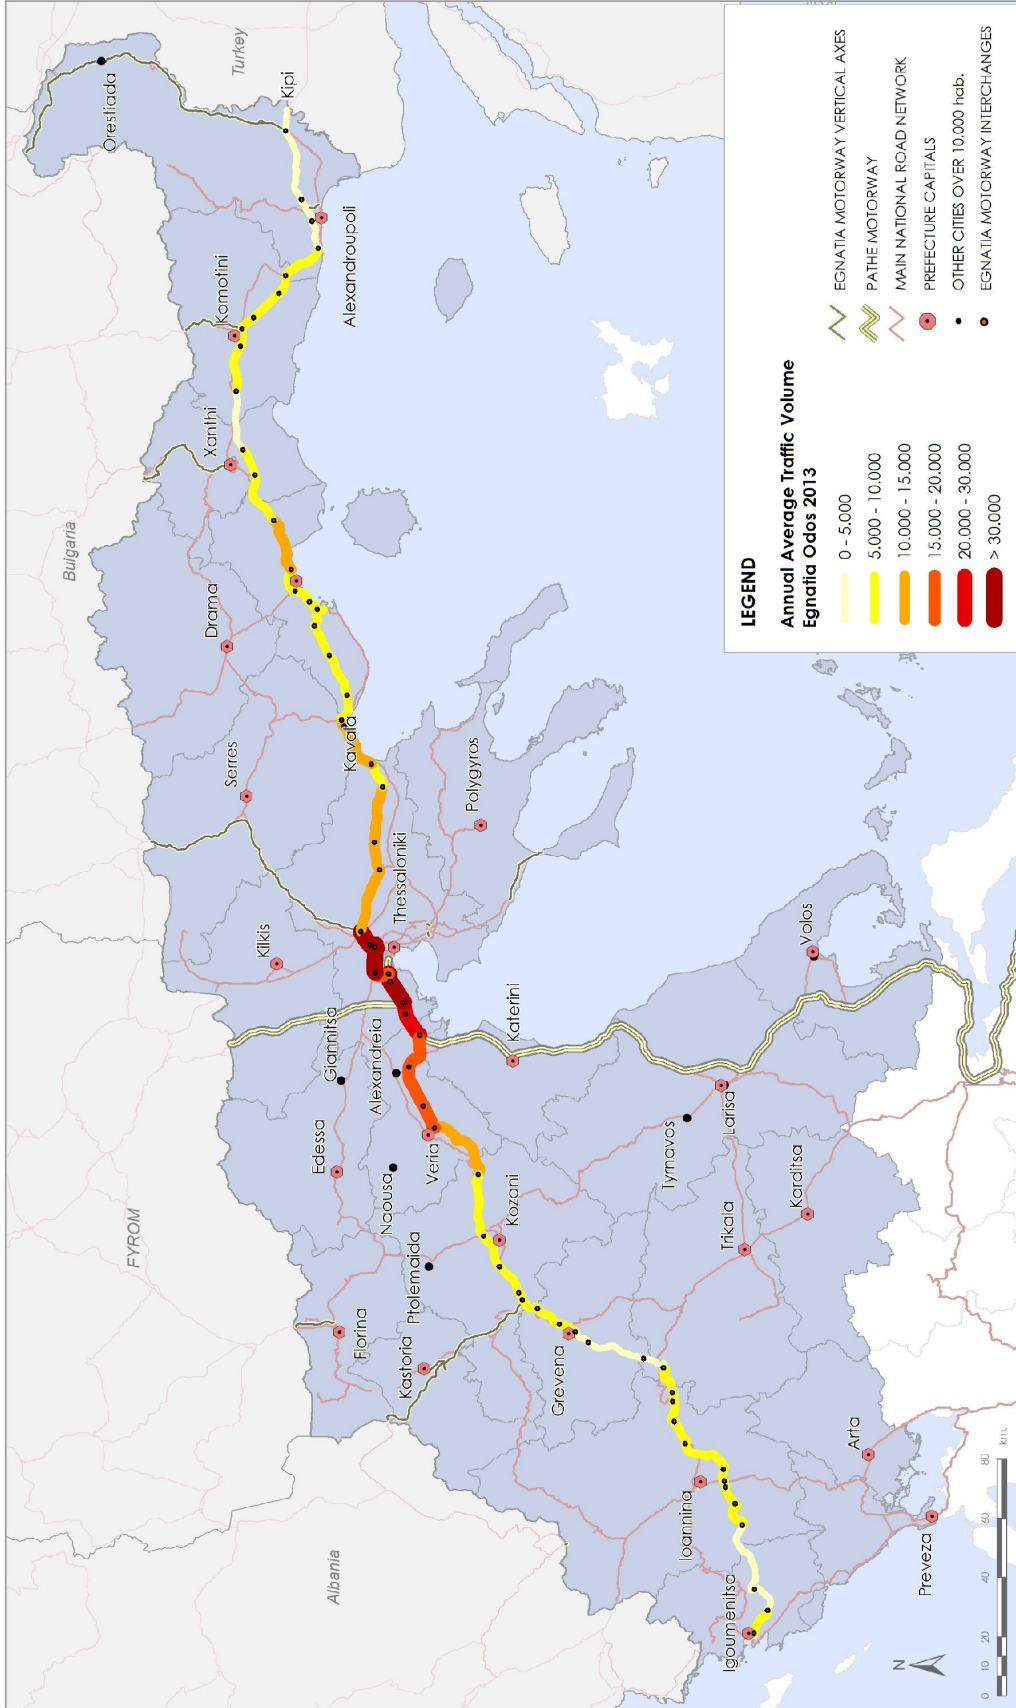 Bulgaria
Turkey
FYROM
Albania
Orestiada
Kipi
Komotini
Alexandroupoli
Xanthi
Drama
Serres
Kavala
Polygyros
Thessaloniki
Kilkis
Giannitsa
Alexandreia
Katerini
Edessa
Veria
Naousa
Kozani
Ptolemaida
Florina
Kastoria
Grevena
Volos
Larisa
Tyrnavos
Karditsa
Trikala
Arta
Ioannina
Preveza
Igoumenitsa
N
0 10 20 40 60 80
km.
LEGEND
Annual Average Traffic Volume
Egnatia Odos 2013
0 - 5.000
5.000 - 10.000
10.000 - 15.000
15.000 - 20.000
20.000 - 30.000
> 30.000
EGNATIA MOTORWAY VERTICAL AXES
PATHE MOTORWAY
MAIN NATIONAL ROAD NETWORK
PREFECTURE CAPITALS
OTHER CITIES OVER 10.000 hab.
EGNATIA MOTORWAY INTERCHANGES